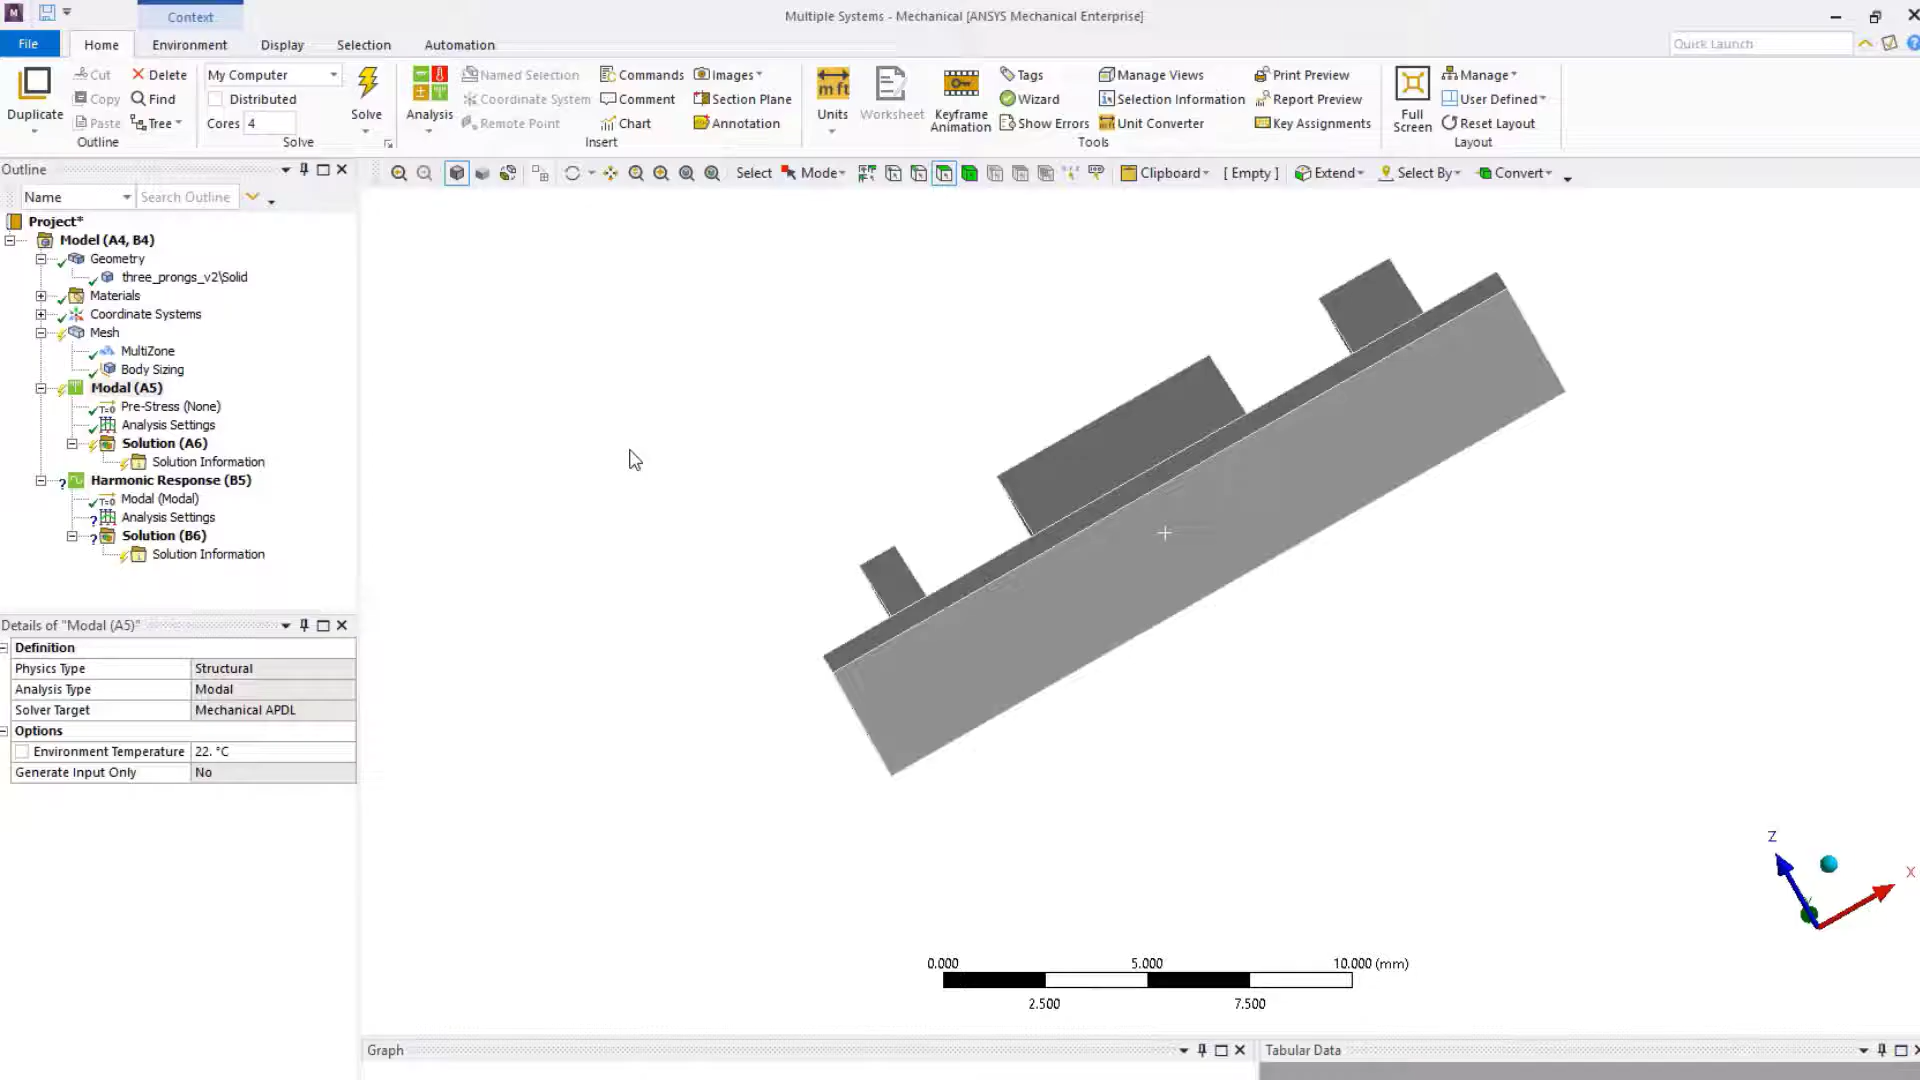 Context
Multiple Systems - Mechanical [ANSYS Mechanical Enterprise]
File Home Environment Display Selection Automation Quick Launch
Duplicate Cut Copy Paste Delete Find Tree Outline
My Computer Distributed Cores 4 Solve Solve
Analysis Named Selection Coordinate System Remote Point Commands Comment Chart Images Section Plane Annotation Insert
Units Worksheet Keyframe Animation Tags Wizard Show Errors Manage Views Selection Information Unit Converter Print Preview Report Preview Key Assignments Tools
Full Screen Manage User Defined Reset Layout Layout
Outline
Name Search Outline
Select Mode Clipboard [ Empty ] Extend Select By Convert
Project*
Model (A4, B4)
Geometry
three_prongs_v2\Solid
Materials
Coordinate Systems
Mesh
MultiZone
Body Sizing
Modal (A5)
T=0 Pre-Stress (None)
Analysis Settings
Solution (A6)
Solution Information
Harmonic Response (B5)
T=0 Modal (Modal)
Analysis Settings
Solution (B6)
Solution Information
Details of "Modal (A5)"
Definition
Physics Type Structural
Analysis Type Modal
Solver Target Mechanical APDL
Options
Environment Temperature 22. °C
Generate Input Only No
Z
X
0.000 5.000 10.000 (mm)
2.500 7.500
Graph
Tabular Data